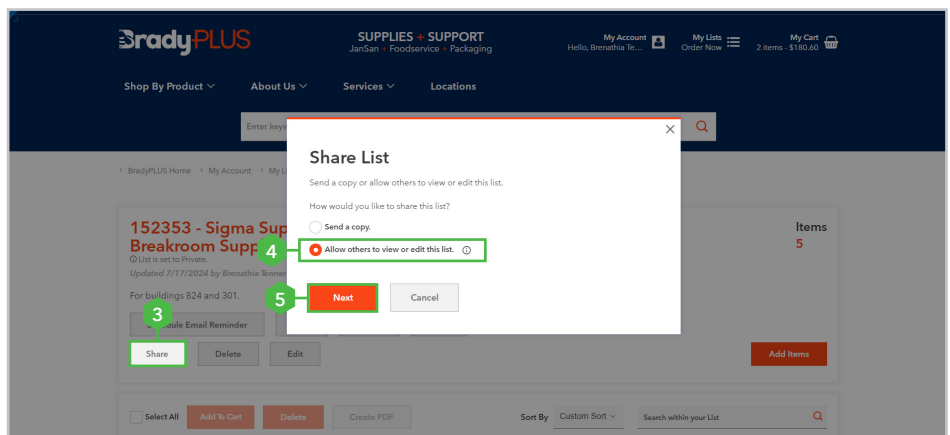 BradyPLUS
SUPPLIES + SUPPORT
JanSan + Foodservice + Packaging
My Account
Hello, Brenathia Te...
My Lists
Order Now
My Cart
2 items - $180.60
Shop By Product
About Us
Services
Locations
Enter keyw
Share List
Send a copy or allow others to view or edit this list.
How would you like to share this list?
Send a copy.
4
Allow others to view or edit this list.
5
Next
Cancel
< BradyPLUS Home < My Account < My Li
152353 - Sigma Sup
Breakroom Supp
List is set to Private.
Updated 7/17/2024 by Brenathia Tenner
For buildings 824 and 301.
Items
5
3
Email Reminder
Share
Delete
Edit
Add Items
Select All
Add To Cart
Delete
Create PDF
Sort By
Custom Sort
Search within your List